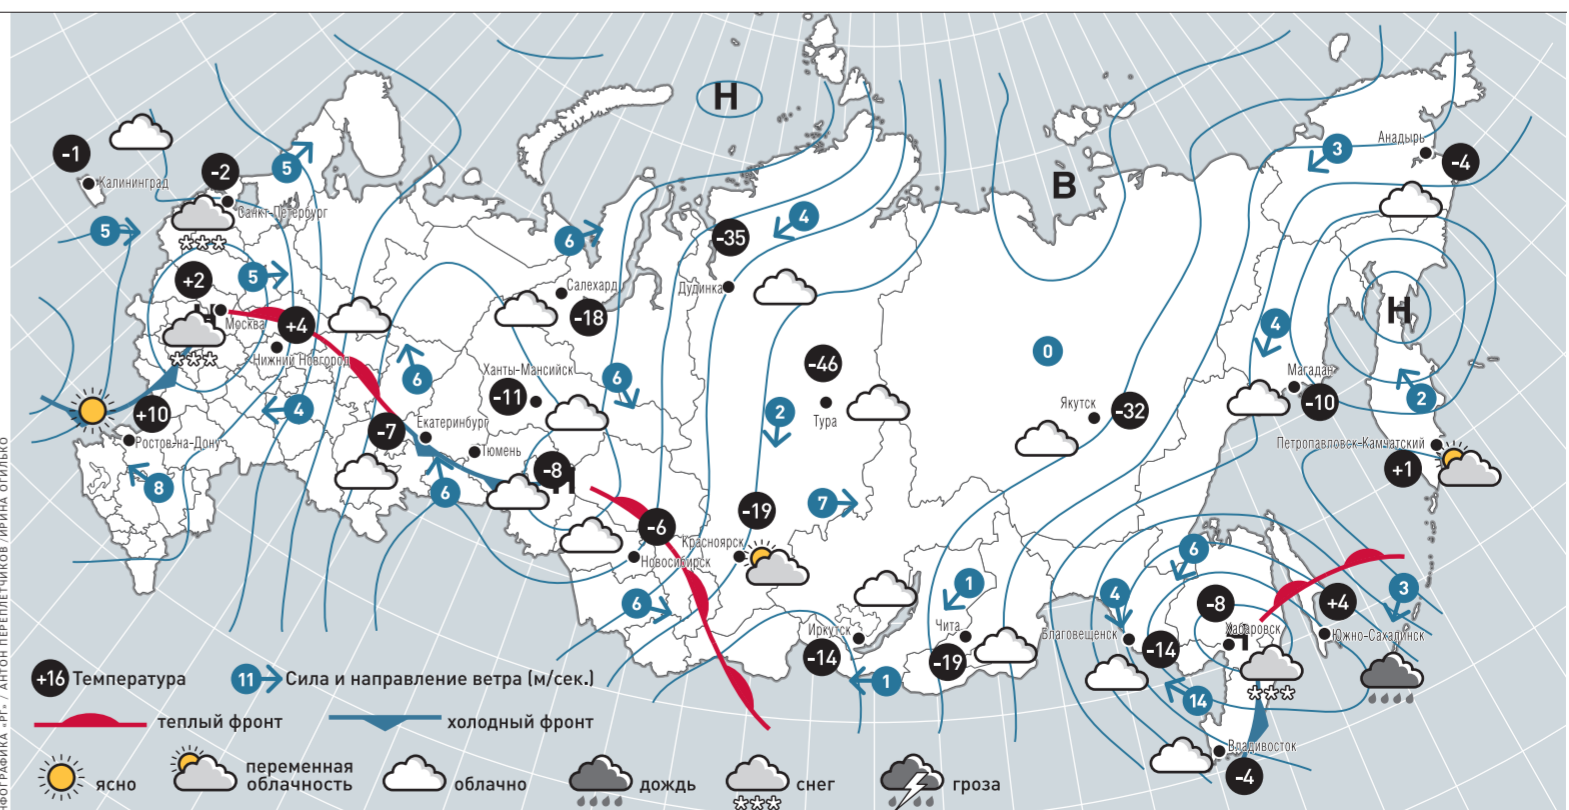 Н
В
Анадырь
-4
3
-1
Калининград
-2
5
Санкт-Петербург
5
6
-35
4
+2
5
Москва
+4
Нижний Новгород
Салехард
-18
Дудинка
Н
-46
Тура
0
4
Магадан
-10
2
6
Ханты-Мансийск
-11
6
2
Якутск
-32
+10
Ростов-на-Дону
4
-7
Екатеринбург
Тюмень
Петропавловск-Камчатский
+1
8
6
-8
Н
-6
Новосибирск
-19
Красноярск
7
6
6
Иркутск
-14
1
1
Чита
-19
4
Благовещенск
-14
-8
Хабаровск
+4
3
Южно-Сахалинск
14
Владивосток
-4
+16 Температура
11 Сила и направление ветра (м/сек.)
теплый фронт
холодный фронт
ясно
переменная
облачность
облачно
дождь
снег
гроза
ИНФОГРАФИКА «РГ» / АНТОН ПЕРЕПЛЕТЧИКОВ / ИРИНА ОГИЛЬКО